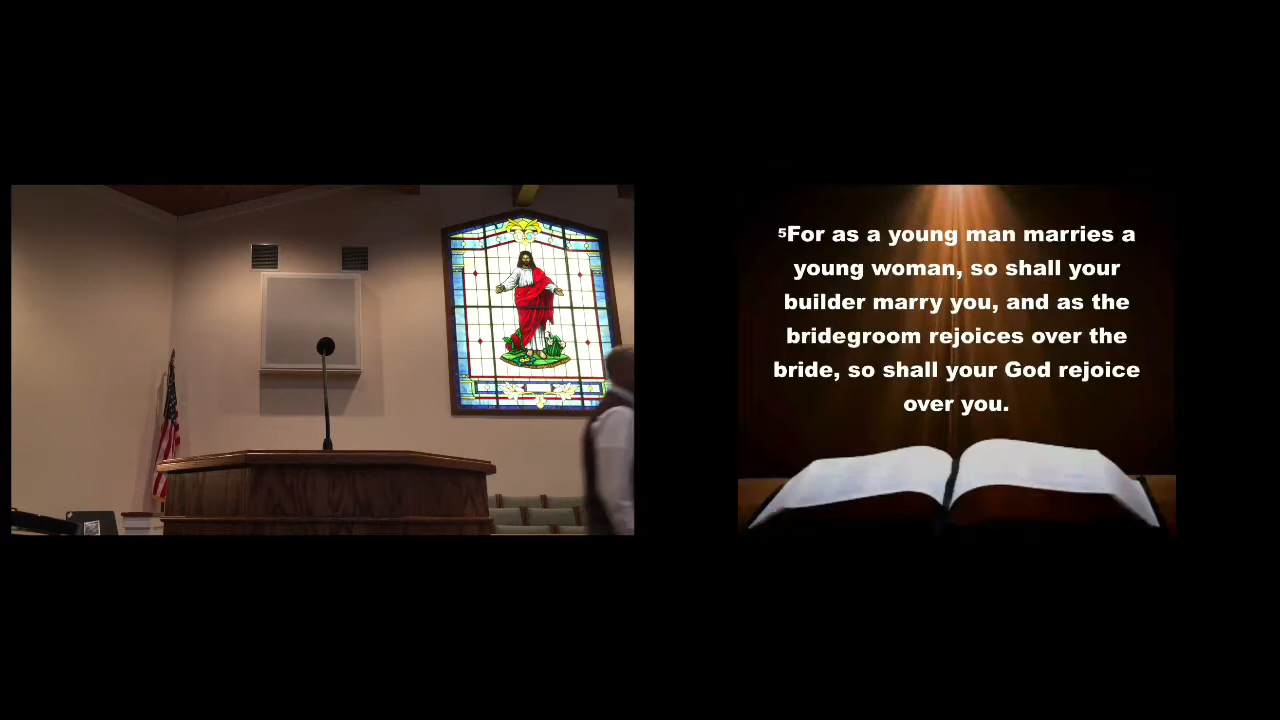 ⁵For as a young man marries a
young woman, so shall your
builder marry you, and as the
bridegroom rejoices over the
bride, so shall your God rejoice
over you.